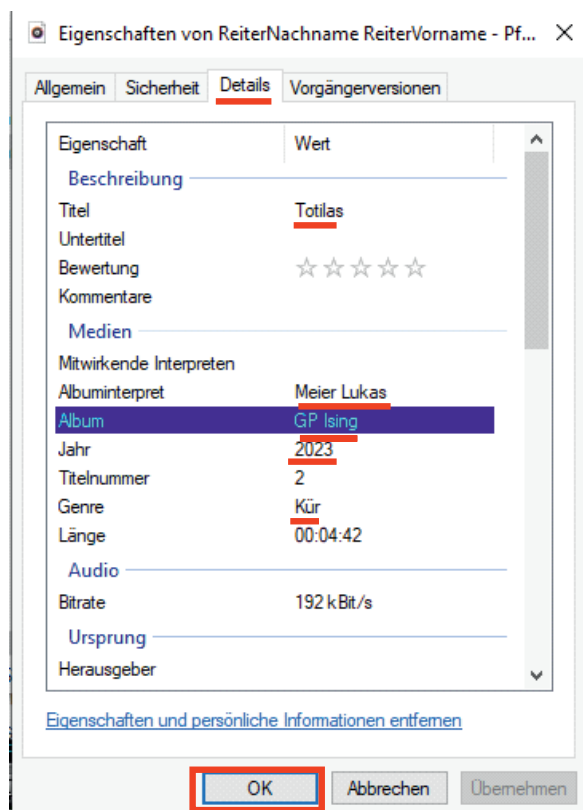 Eigenschaften von ReiterNachname ReiterVorname - Pf...
Allgemein Sicherheit Details Vorgängerversionen
Eigenschaft Wert
Beschreibung
Titel Totilas
Untertitel
Bewertung
Kommentare
Medien
Mitwirkende Interpreten
Albuminterpret Meier Lukas
Album GP Ising
Jahr 2023
Titelnummer 2
Genre Kür
Länge 00:04:42
Audio
Bitrate 192 kBit/s
Ursprung
Herausgeber
Eigenschaften und persönliche Informationen entfernen
OK Abbrechen Übernehmen